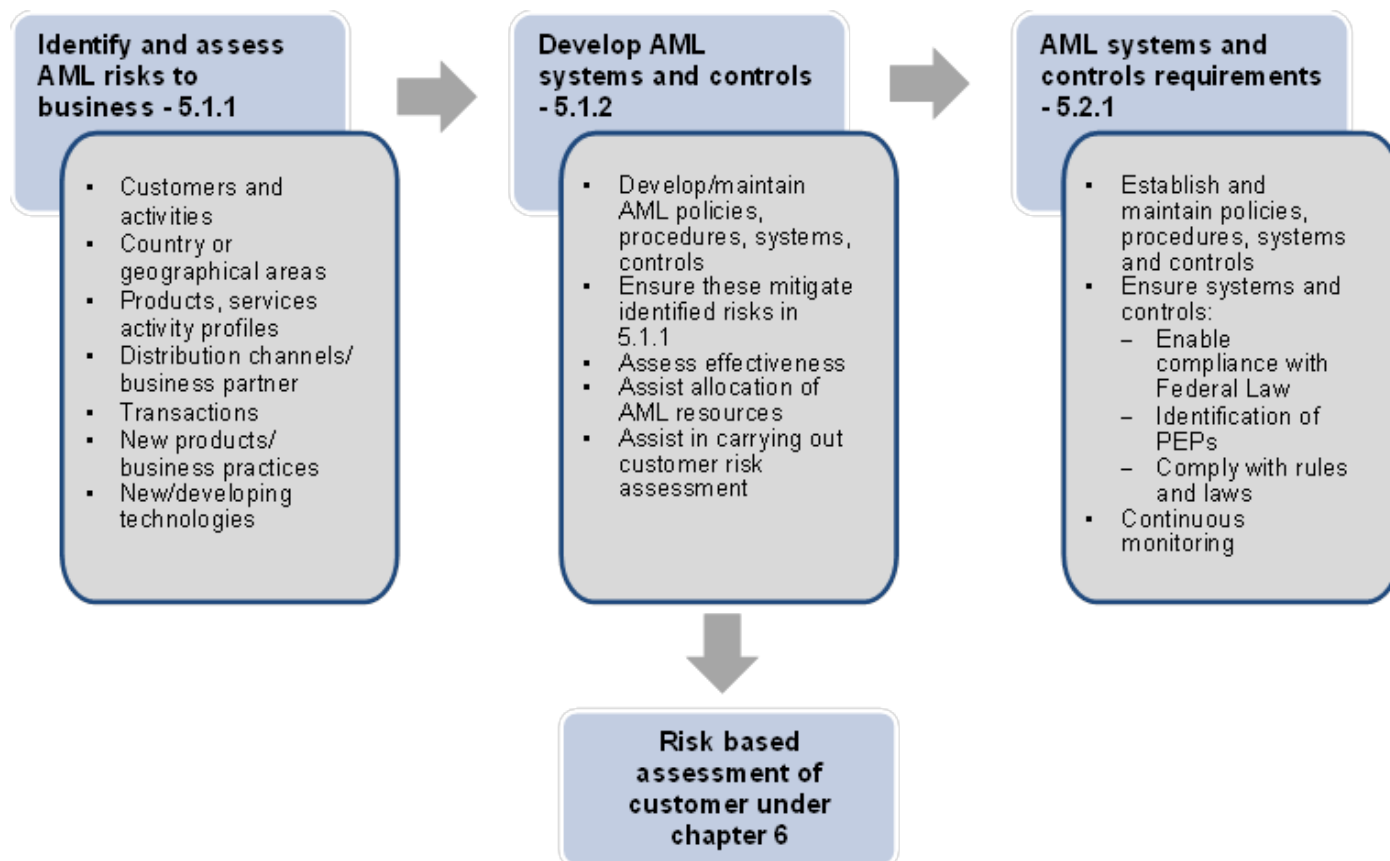 Identify and assess
AML risks to
business - 5.1.1
▪ Customers and
activities
▪ Country or
geographical areas
▪ Products, services
activity profiles
▪ Distribution channels/
business partner
▪ Transactions
▪ New products/
business practices
▪ New/developing
technologies
Develop AML
systems and controls
- 5.1.2
▪ Develop/maintain
AML policies,
procedures, systems,
controls
▪ Ensure these mitigate
identified risks in
5.1.1
▪ Assess effectiveness
▪ Assist allocation of
AML resources
▪ Assist in carrying out
customer risk
assessment
AML systems and
controls requirements
- 5.2.1
▪ Establish and
maintain policies,
procedures, systems
and controls
▪ Ensure systems and
controls:
– Enable
compliance with
Federal Law
– Identification of
PEPs
– Comply with rules
and laws
▪ Continuous
monitoring
Risk based
assessment of
customer under
chapter 6